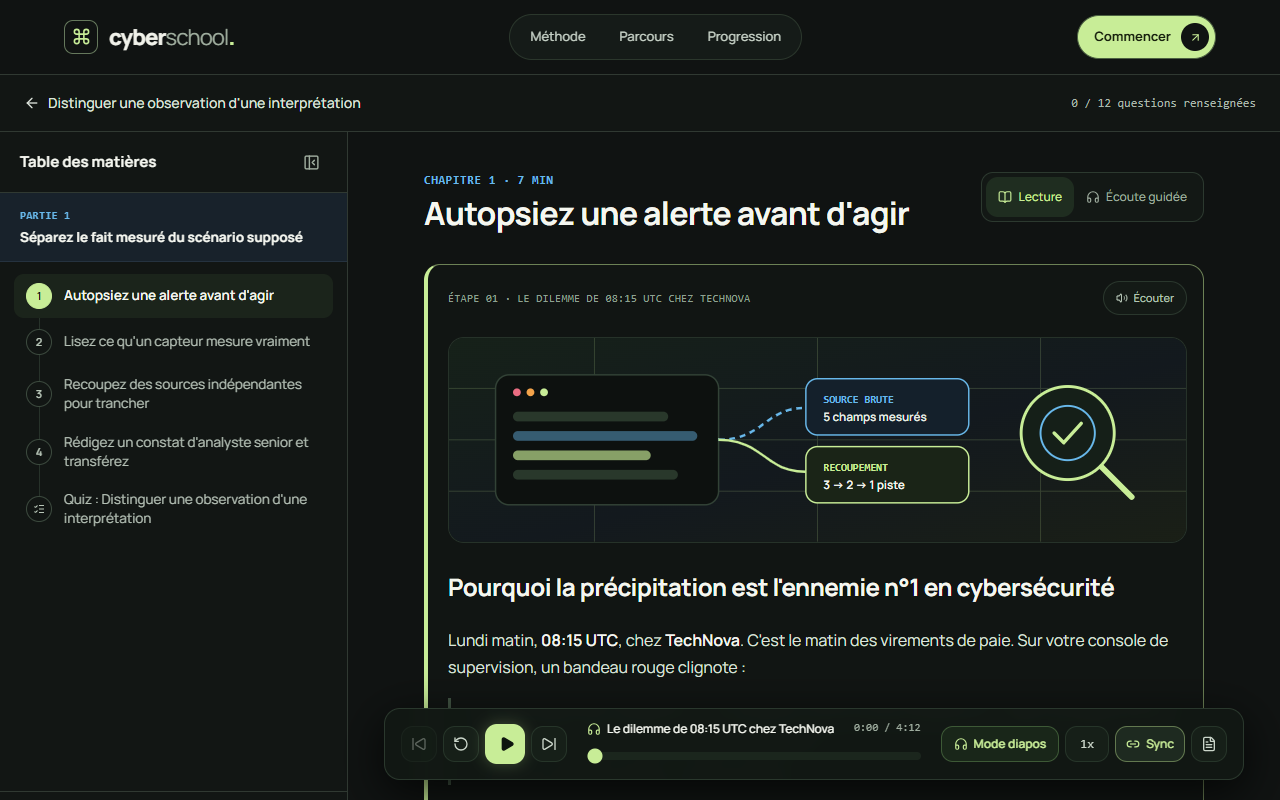 cyberschool.
Méthode
Parcours
Progression
Commencer
Distinguer une observation d'une interprétation
0 / 12 questions renseignées
Table des matières
PARTIE 1
Séparez le fait mesuré du scénario supposé
1
Autopsiez une alerte avant d'agir
2
Lisez ce qu'un capteur mesure vraiment
3
Recoupez des sources indépendantes
pour trancher
4
Rédigez un constat d'analyste senior et
transférez
Quiz : Distinguer une observation d'une
interprétation
CHAPITRE 1 · 7 MIN
Autopsiez une alerte avant d'agir
Lecture
Écoute guidée
ÉTAPE 01 · LE DILEMME DE 08:15 UTC CHEZ TECHNOVA
Écouter
SOURCE BRUTE
5 champs mesurés
RECOUPEMENT
3 → 2 → 1 piste
Pourquoi la précipitation est l'ennemie n°1 en cybersécurité
Lundi matin, 08:15 UTC, chez TechNova. C'est le matin des virements de paie. Sur votre console de
supervision, un bandeau rouge clignote :
Le dilemme de 08:15 UTC chez TechNova
0:00 / 4:12
Mode diapos
1x
Sync